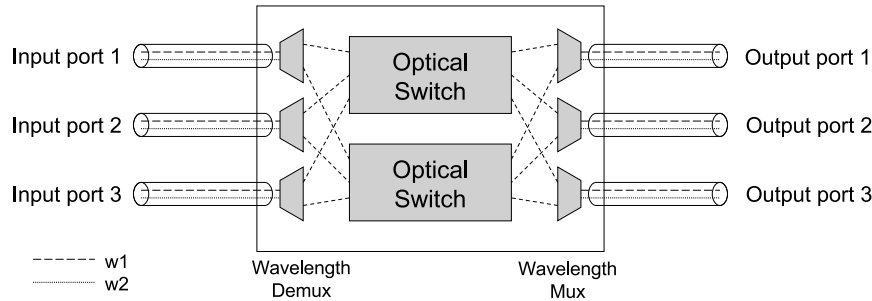 Input port 1
Optical
Switch
Output port 1
Input port 2
Output port 2
Optical
Switch
Input port 3
Output port 3
w1
w2
Wavelength
Demux
Wavelength
Mux